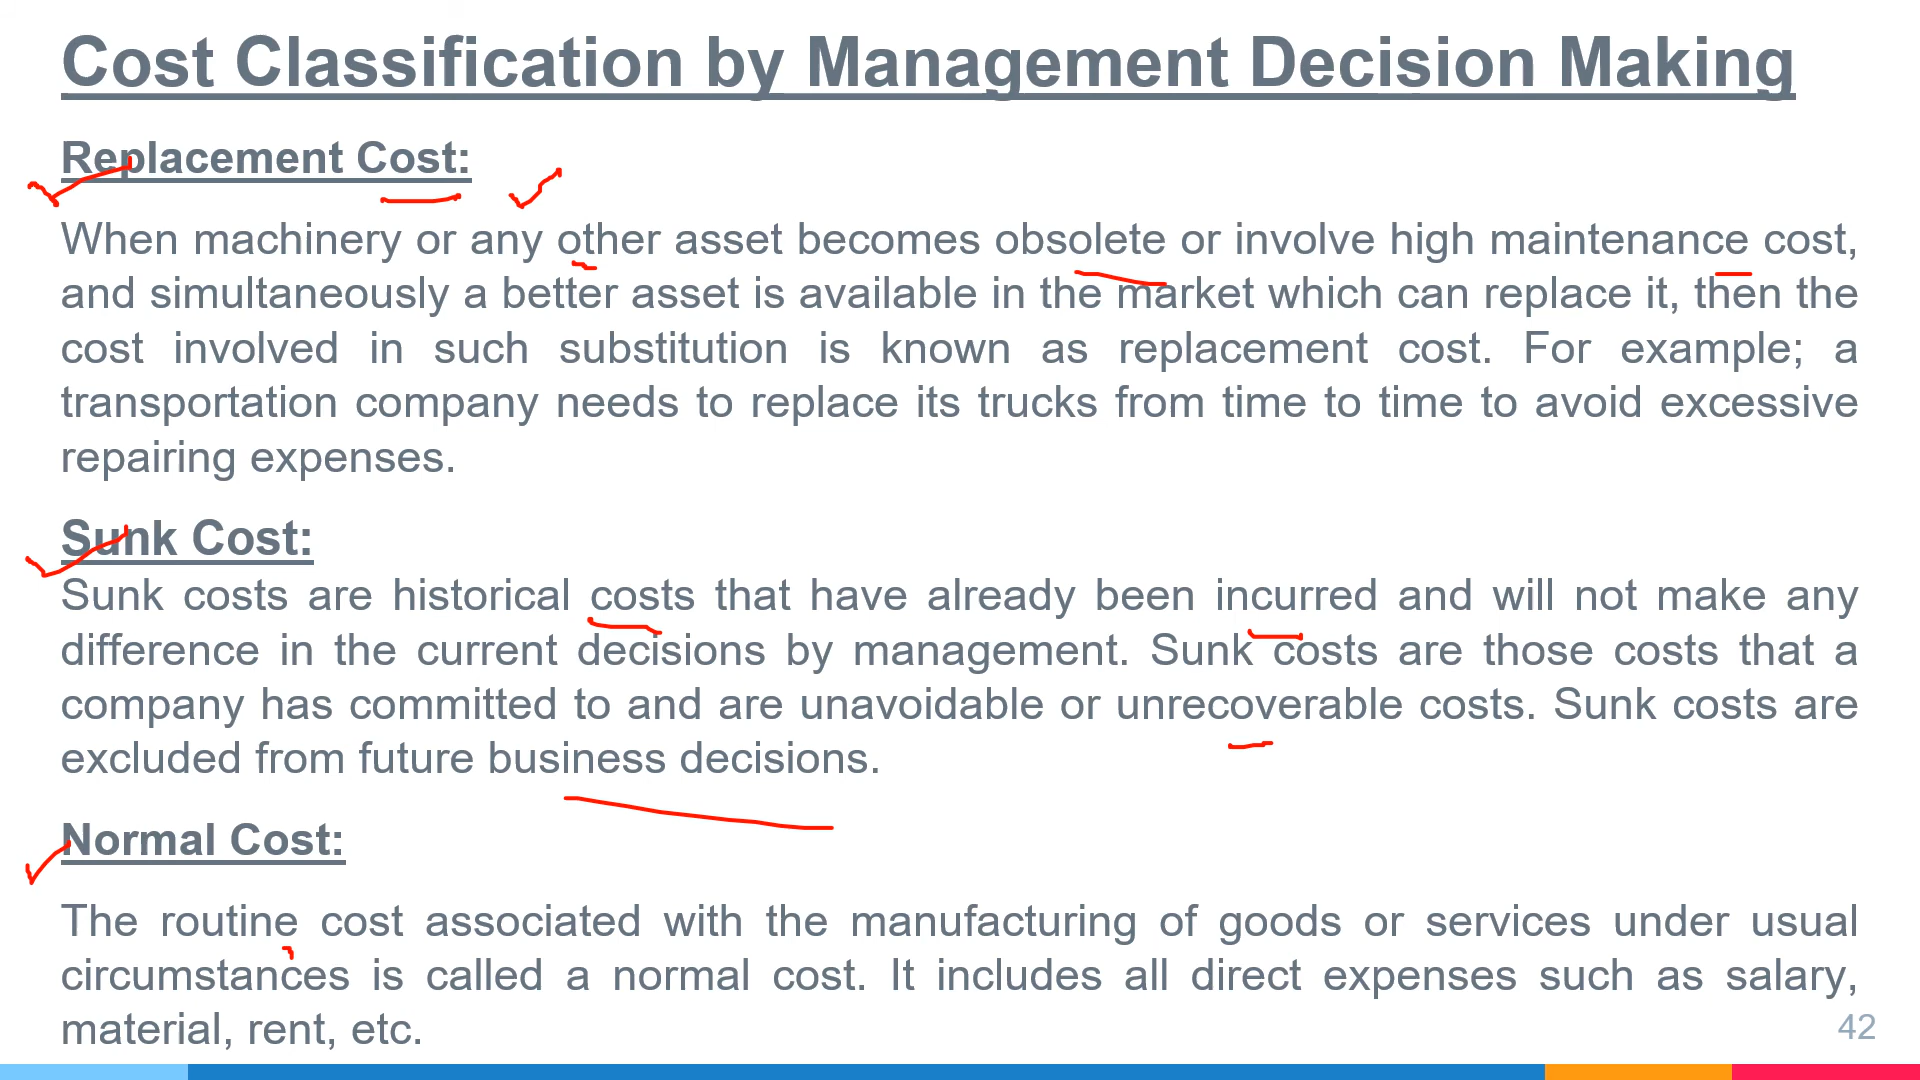 Cost Classification by Management Decision Making
Replacement Cost:
When machinery or any other asset becomes obsolete or involve high maintenance cost,
and simultaneously a better asset is available in the market which can replace it, then the
cost involved in such substitution is known as replacement cost. For example; a
transportation company needs to replace its trucks from time to time to avoid excessive
repairing expenses.
Sunk Cost:
Sunk costs are historical costs that have already been incurred and will not make any
difference in the current decisions by management. Sunk costs are those costs that a
company has committed to and are unavoidable or unrecoverable costs. Sunk costs are
excluded from future business decisions.
Normal Cost:
The routine cost associated with the manufacturing of goods or services under usual
circumstances is called a normal cost. It includes all direct expenses such as salary,
material, rent, etc.
42